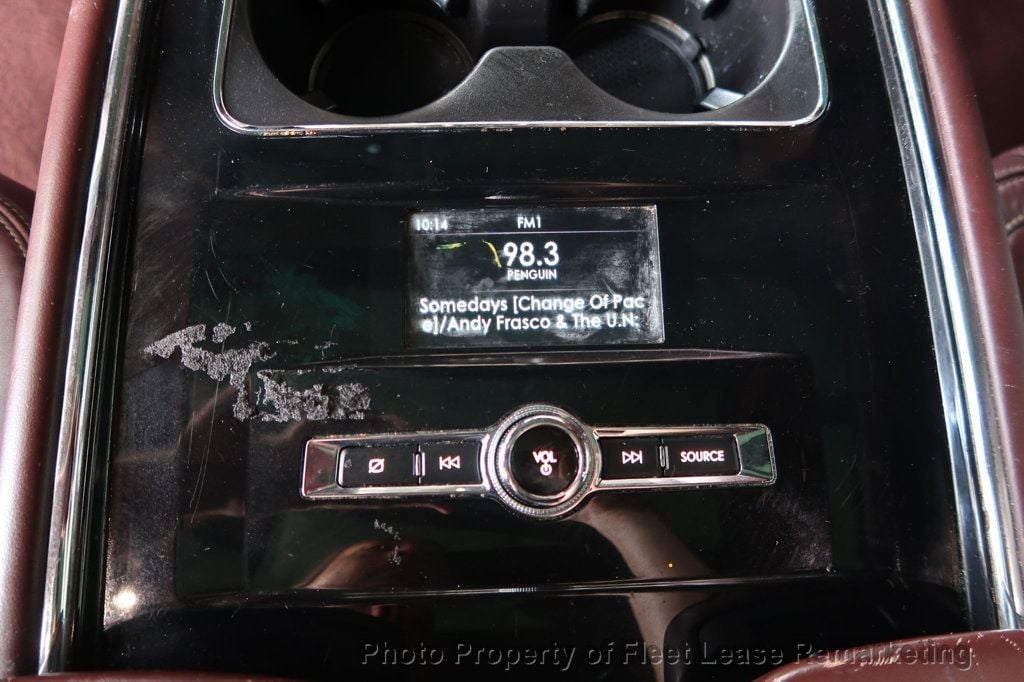 10:14 FM1
98.3
PENGUIN
Somedays [Change Of Pac
e]/Andy Frasco & The U.N.
VOL
SOURCE
Photo Property of Fleet Lease Remarketing